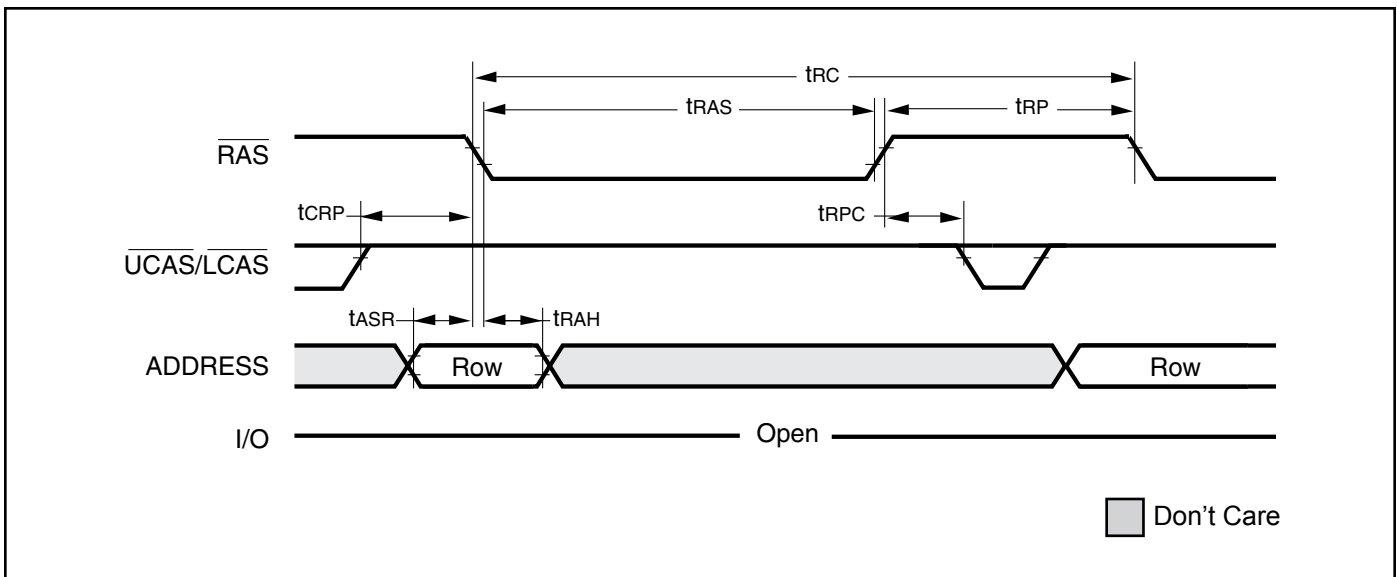 tRC
tRAS
tRP
RAS
tCRP
tRPC
UCAS/LCAS
tASR
tRAH
ADDRESS
Row
Row
I/O
Open
Don't Care